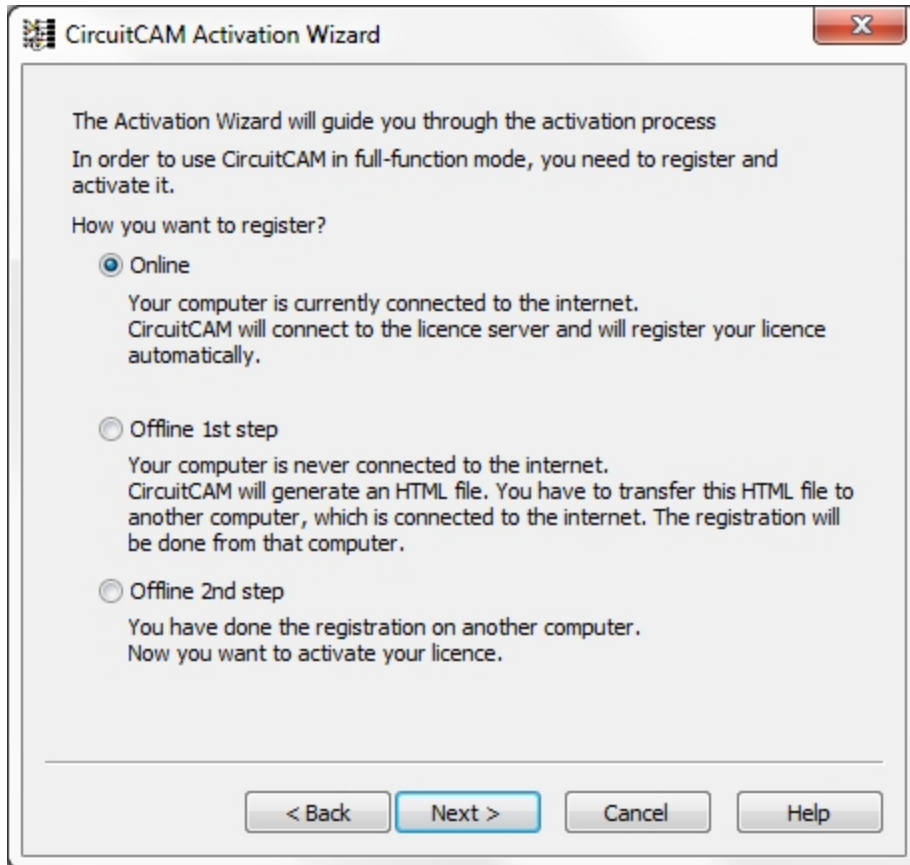 CircuitCAM Activation Wizard
The Activation Wizard will guide you through the activation process
In order to use CircuitCAM in full-function mode, you need to register and
activate it.
How you want to register?
Online
Your computer is currently connected to the internet.
CircuitCAM will connect to the licence server and will register your licence
automatically.
Offline 1st step
Your computer is never connected to the internet.
CircuitCAM will generate an HTML file. You have to transfer this HTML file to
another computer, which is connected to the internet. The registration will
be done from that computer.
Offline 2nd step
You have done the registration on another computer.
Now you want to activate your licence.
< Back Next > Cancel Help